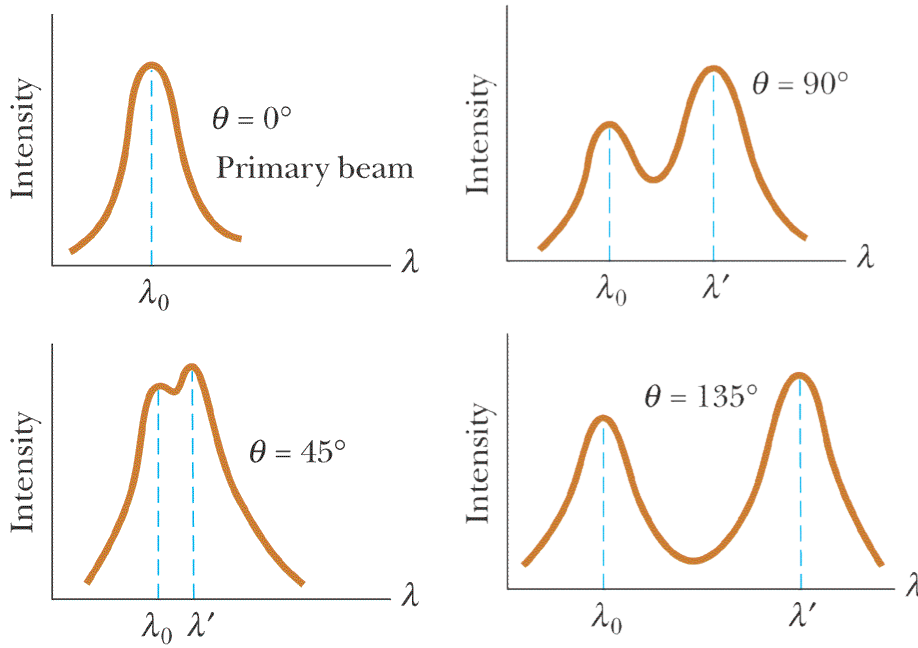 Intensity
θ = 0°
Primary beam
λ
λ₀
Intensity
θ = 90°
λ
λ₀
λ′
Intensity
θ = 45°
λ
λ₀
λ′
Intensity
θ = 135°
λ
λ₀
λ′